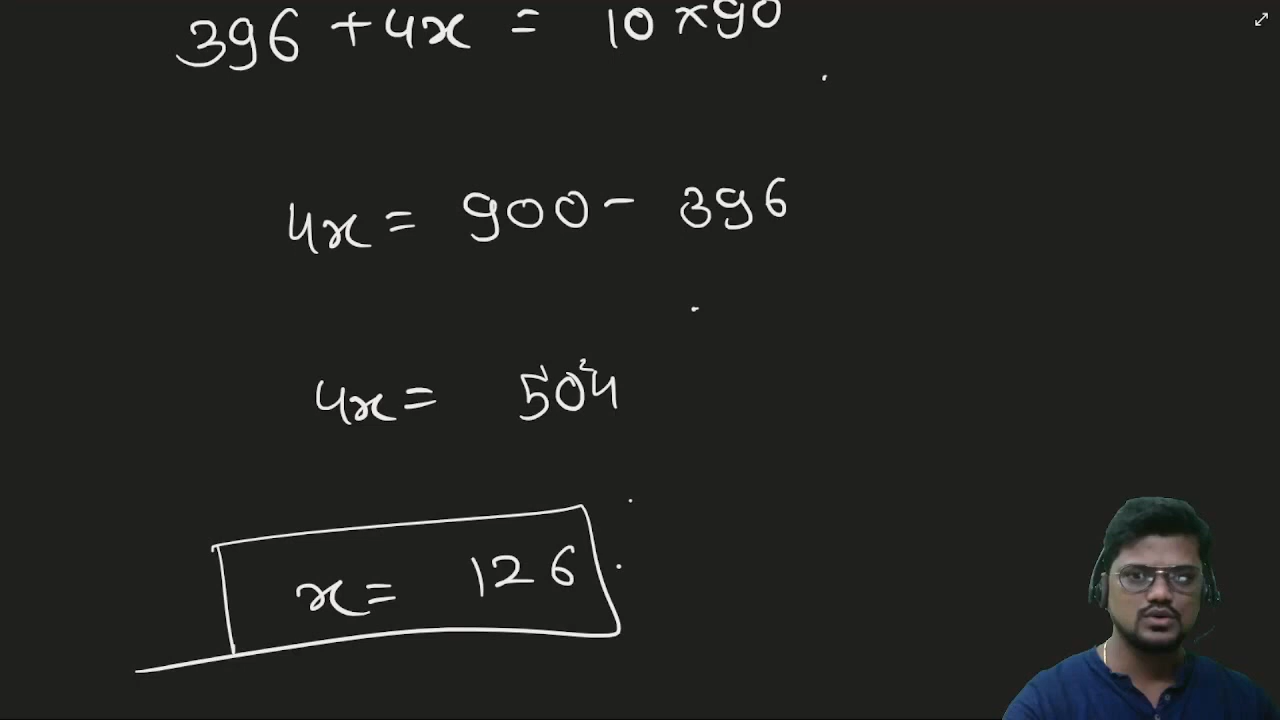 396 + 4x = 10 × 90
4x = 900 - 396
4x = 504
x = 126